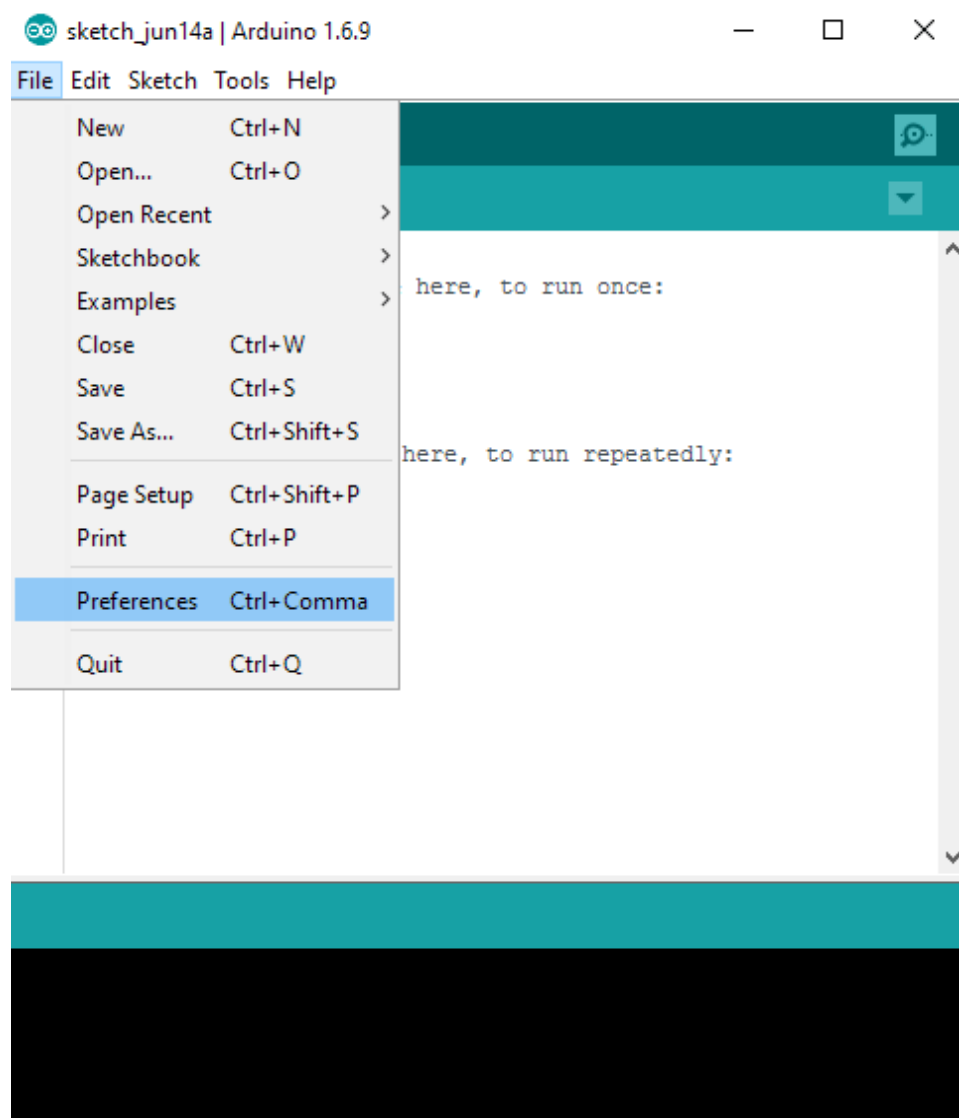 sketch_jun14a | Arduino 1.6.9
File Edit Sketch Tools Help
New Ctrl+N
Open... Ctrl+O
Open Recent
Sketchbook
Examples
here, to run once:
Close Ctrl+W
Save Ctrl+S
Save As... Ctrl+Shift+S
here, to run repeatedly:
Page Setup Ctrl+Shift+P
Print Ctrl+P
Preferences Ctrl+Comma
Quit Ctrl+Q